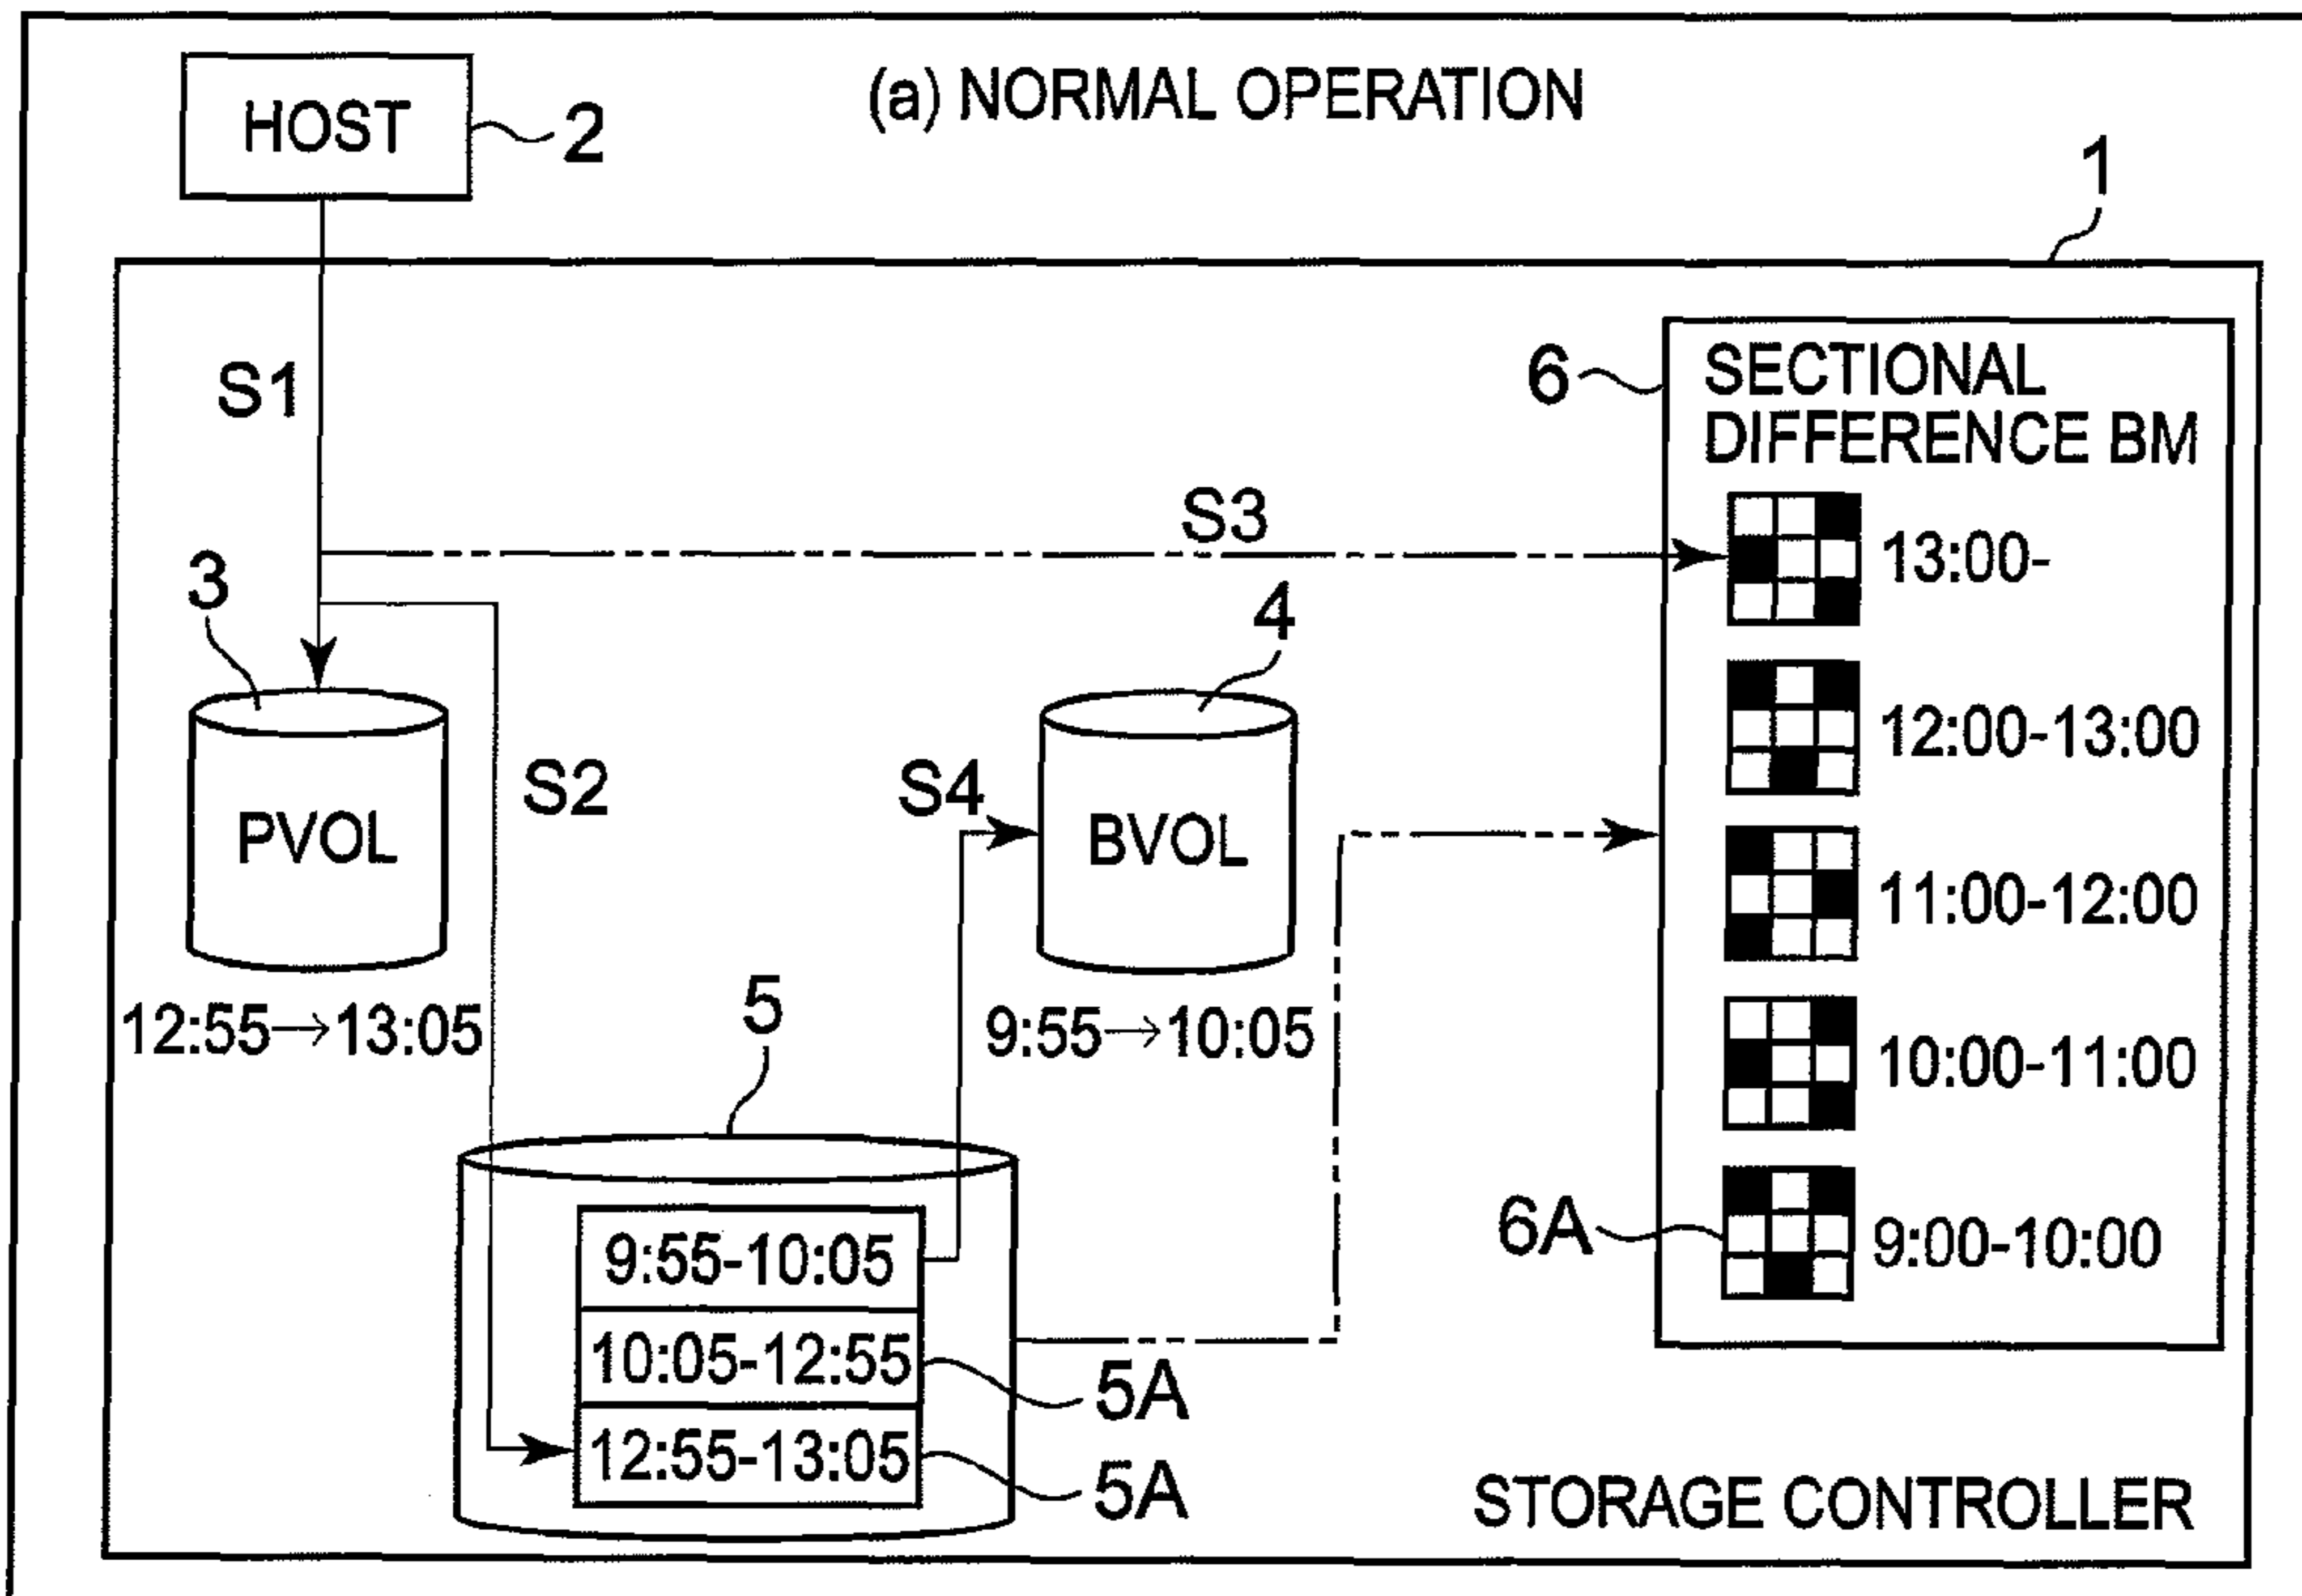 (a) NORMAL OPERATION
HOST
2
1
S1
6
SECTIONAL
DIFFERENCE BM
S3
13:00-
3
4
12:00-13:00
S2
S4
PVOL
BVOL
11:00-12:00
12:55→13:05
5
9:55→10:05
10:00-11:00
6A
9:00-10:00
9:55-10:05
10:05-12:55
5A
12:55-13:05
5A
STORAGE CONTROLLER